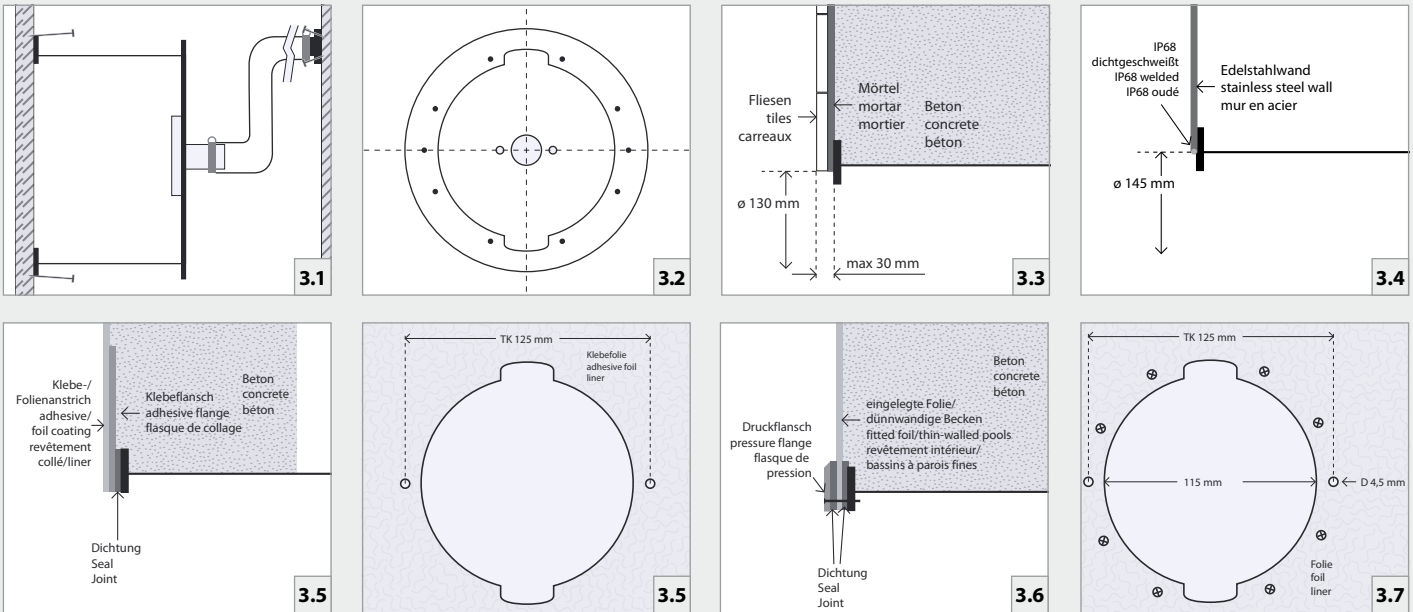 3.1
3.2
Fliesen
tiles
carreaux
Mörtel
mortar
mortier
Beton
concrete
béton
ø 130 mm
max 30 mm
3.3
IP68
dichtgeschweißt
IP68 welded
IP68 oudé
Edelstahlwand
stainless steel wall
mur en acier
ø 145 mm
3.4
Klebe-/
Folienanstrich
adhesive/
foil coating
revêtement
collé/liner
Klebeflansch
adhesive flange
flasque de collage
Beton
concrete
béton
Dichtung
Seal
Joint
3.5
TK 125 mm
Klebefolie
adhesive foil
liner
3.5
Druckflansch
pressure flange
flasque de
pression
Beton
concrete
béton
eingelegte Folie/
dünnwandige Becken
fitted foil/thin-walled pools
revêtement intérieur/
bassins à parois fines
Dichtung
Seal
Joint
3.6
TK 125 mm
115 mm
D 4,5 mm
Folie
foil
liner
3.7